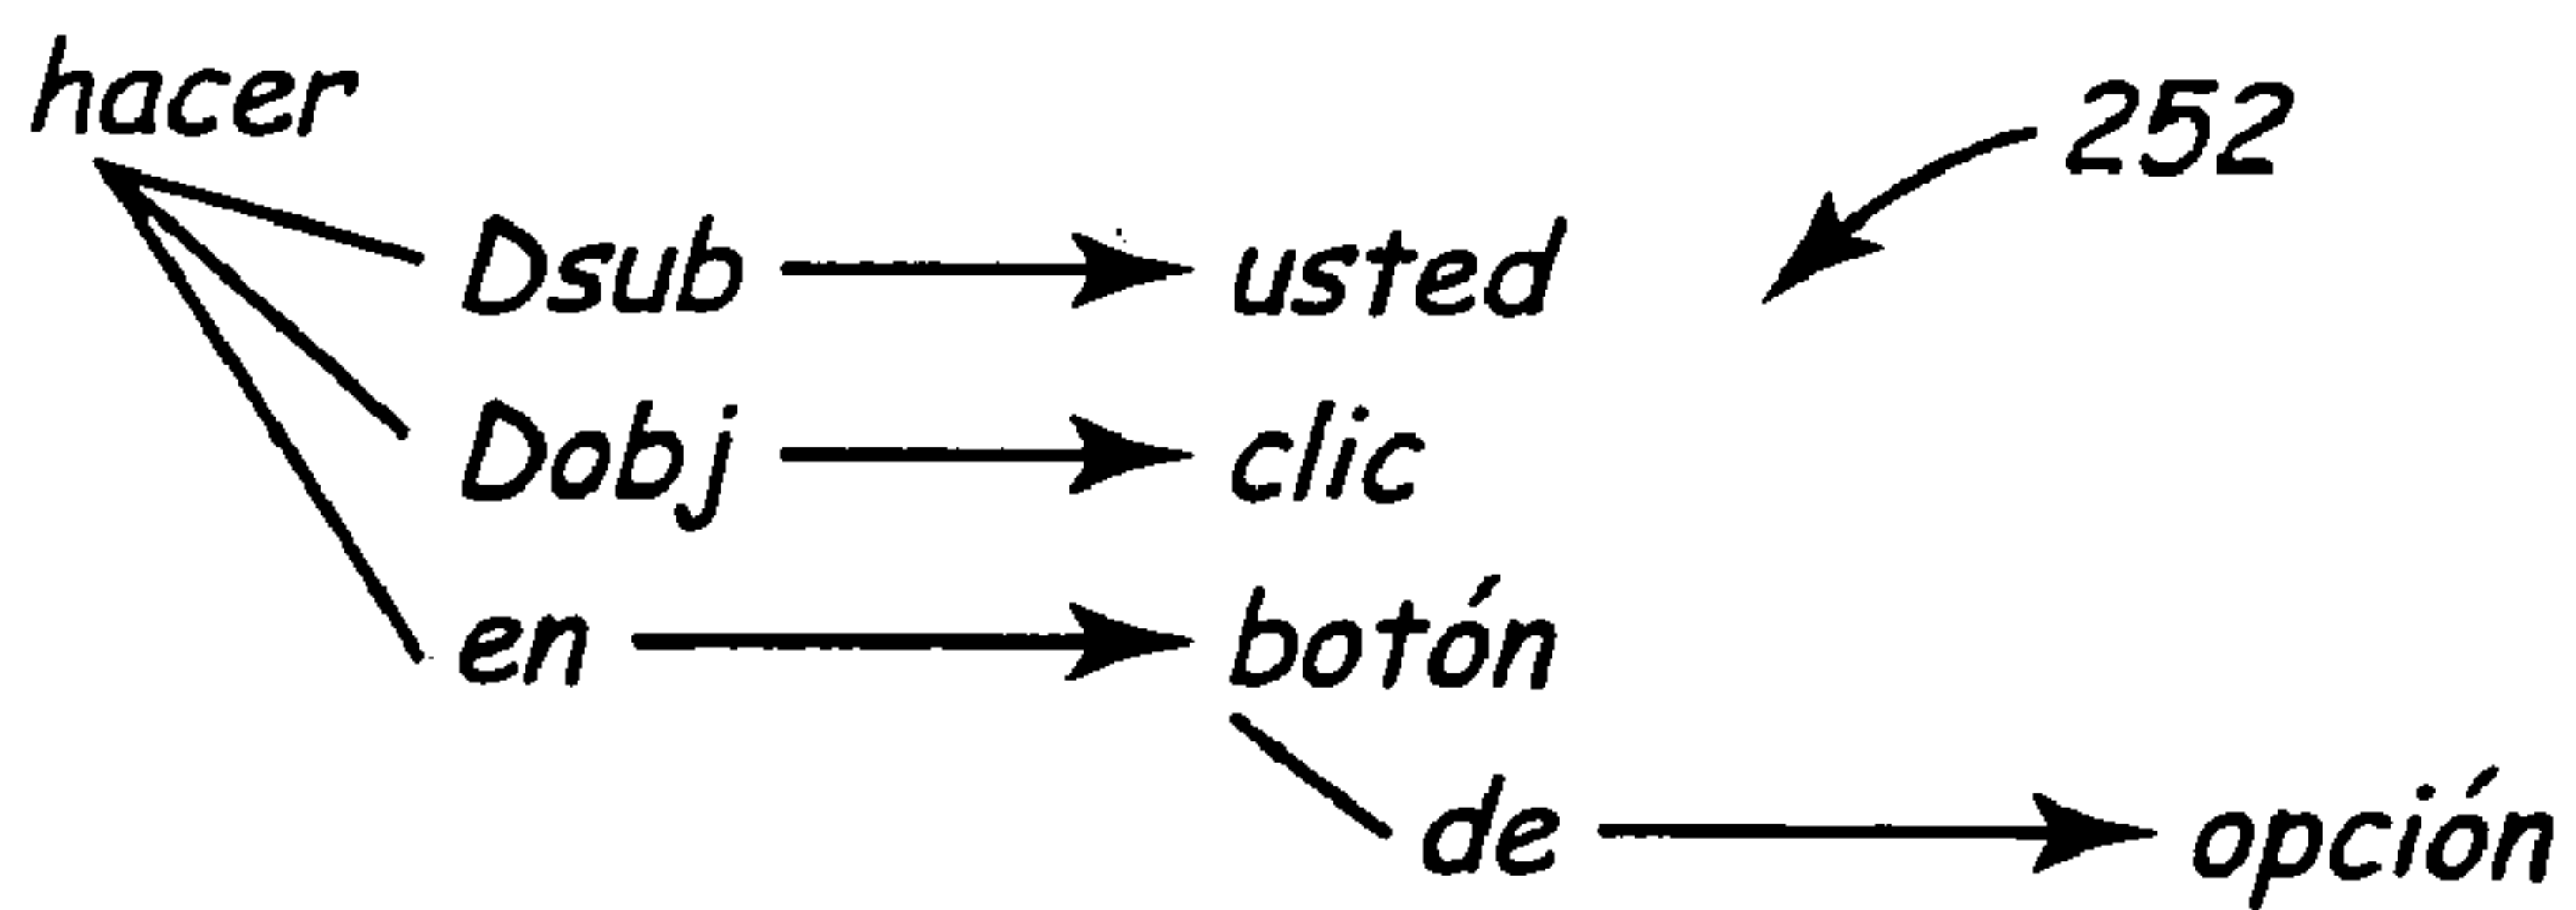 hacer
252
Dsub usted
Dobj clic
en botón
de opción